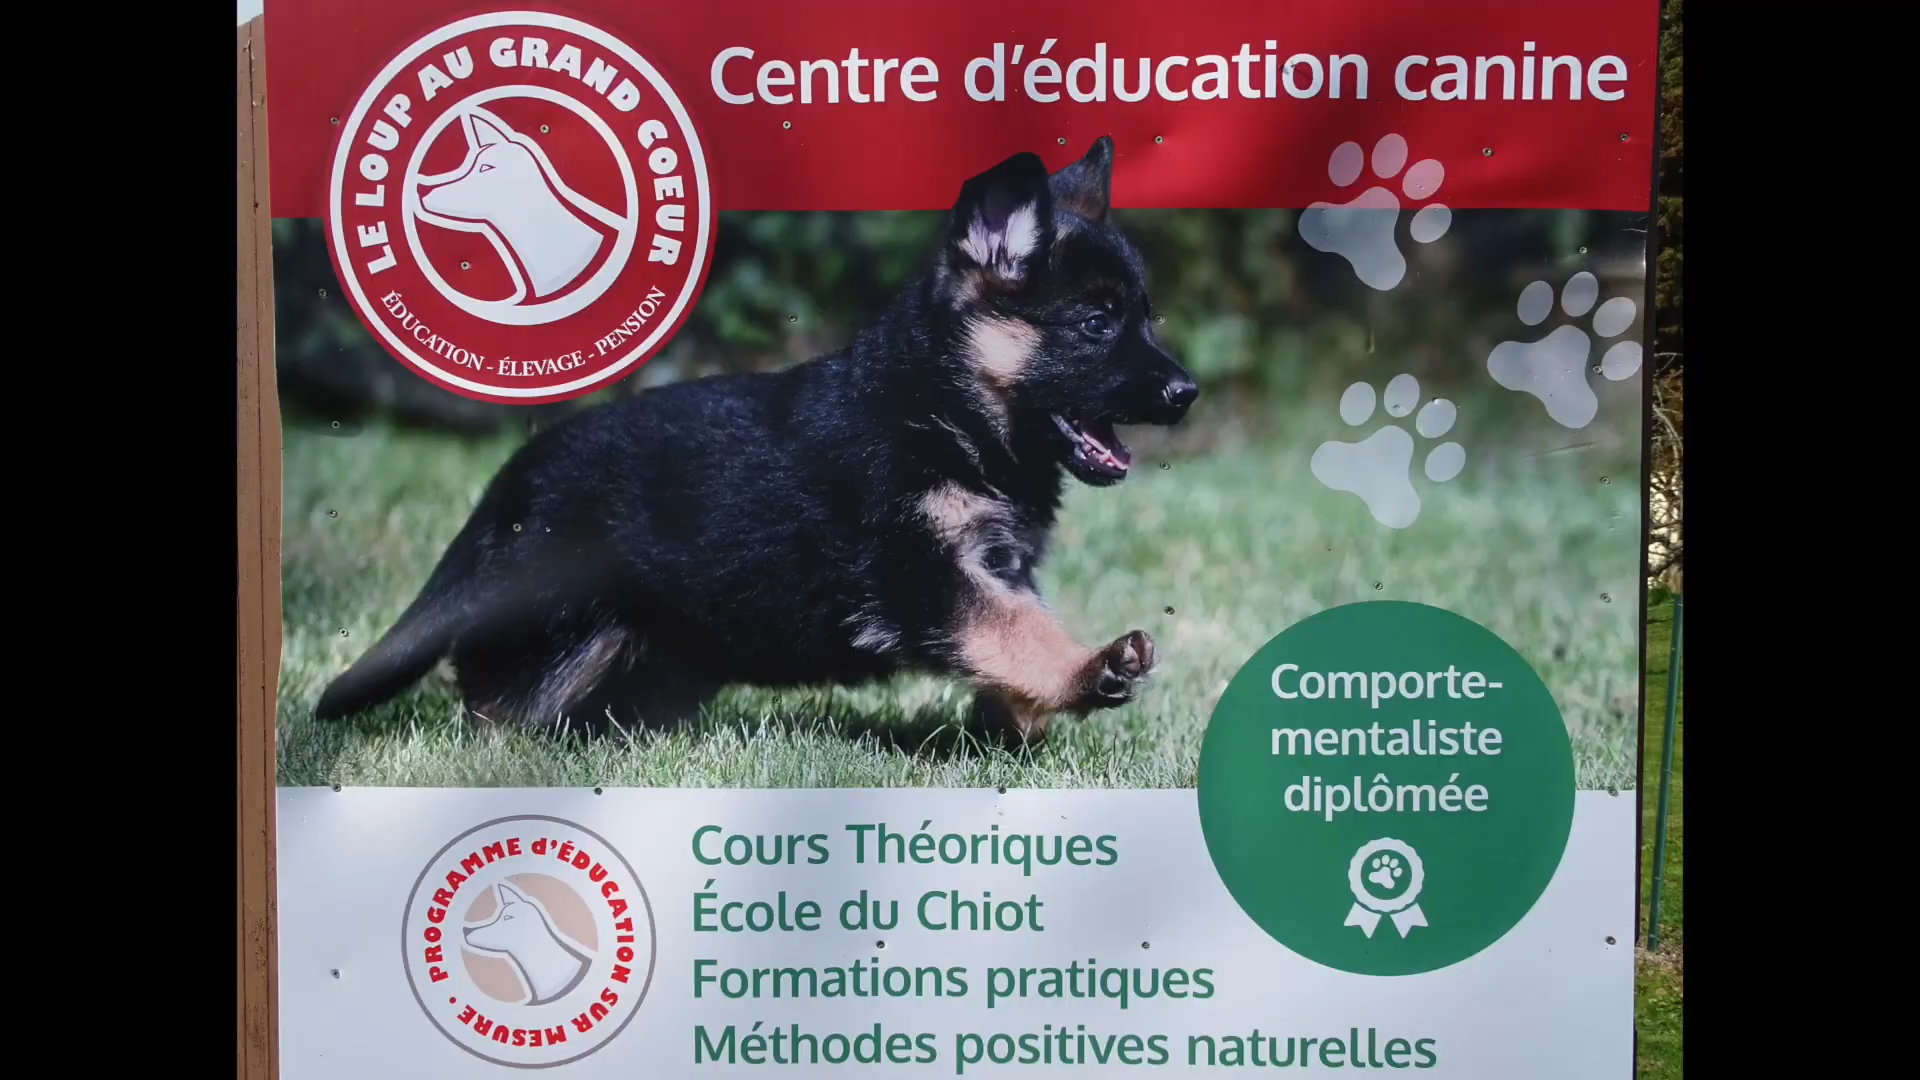 LE LOUP AU GRAND COEUR
ÉDUCATION - ÉLEVAGE - PENSION
Centre d'éducation canine
Comporte-
mentaliste
diplômée
PROGRAMME d'ÉDUCATION SUR MESURE •
Cours Théoriques
École du Chiot
Formations pratiques
Méthodes positives naturelles